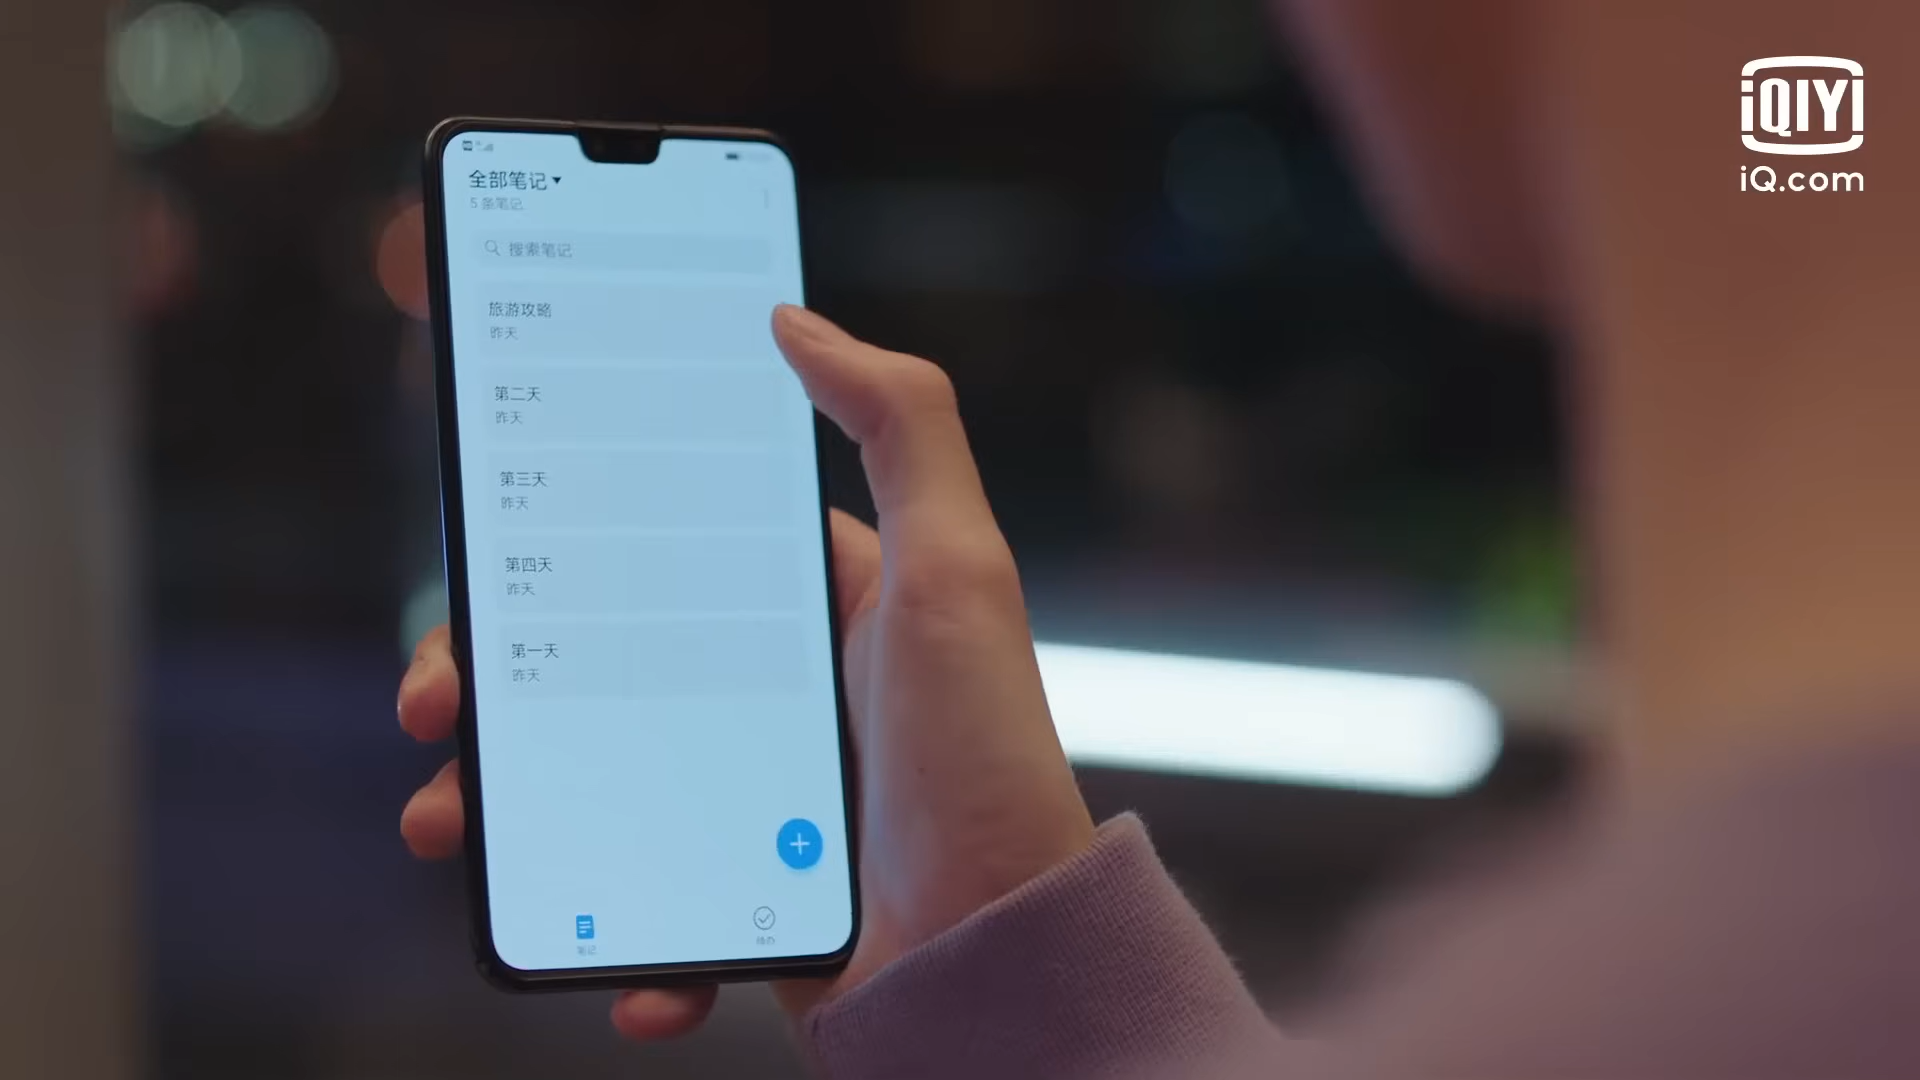 iQIYI
iQ.com
全部笔记
5 条笔记
搜索笔记
旅游攻略
昨天
第二天
昨天
第三天
昨天
第四天
昨天
第一天
昨天
笔记
待办